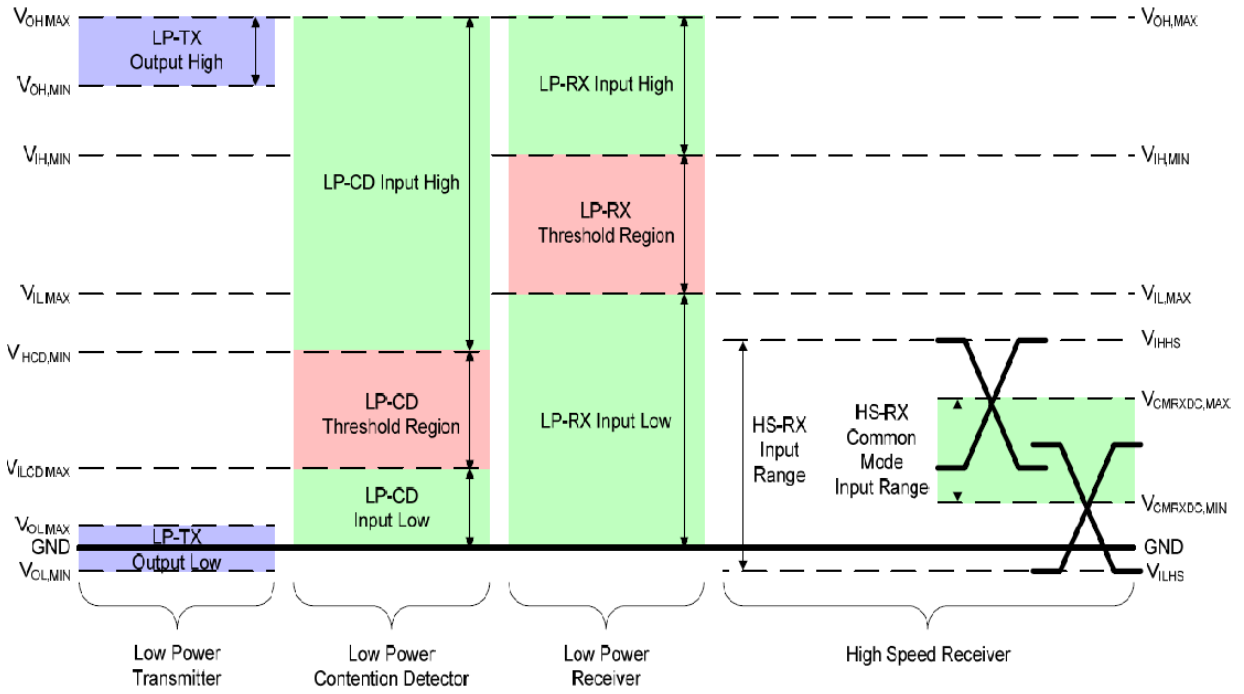 VOH,MAX
LP-TX
Output High
VOH,MIN
VIH,MIN
VIL,MAX
VHCD,MIN
VILCD,MAX
VOL,MAX
GND
LP-TX
Output Low
VOL,MIN
LP-CD Input High
LP-CD
Threshold Region
LP-CD
Input Low
LP-RX Input High
LP-RX
Threshold Region
LP-RX Input Low
HS-RX
Input
Range
HS-RX
Common
Mode
Input Range
VOH,MAX
VIH,MIN
VIL,MAX
VIHHS
VCMRXDC,MAX
VCMRXDC,MIN
GND
VILHS
Low Power
Transmitter
Low Power
Contention Detector
Low Power
Receiver
High Speed Receiver